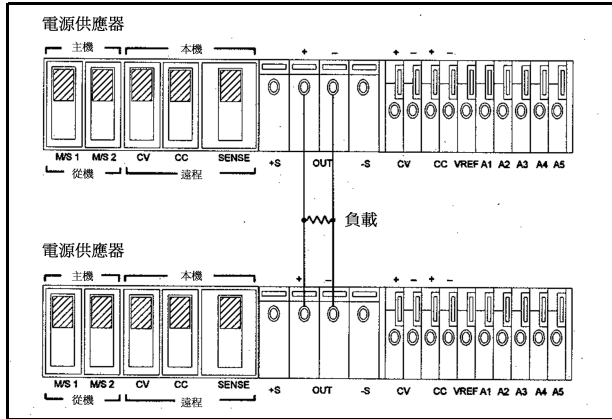 電源供應器
主機 本機 + − + − + −
M/S 1 M/S 2 CV CC SENSE +S OUT -S CV CC VREF A1 A2 A3 A4 A5
從機 遠程
負載
電源供應器
主機 本機 + − + − + −
M/S 1 M/S 2 CV CC SENSE +S OUT -S CV CC VREF A1 A2 A3 A4 A5
從機 遠程